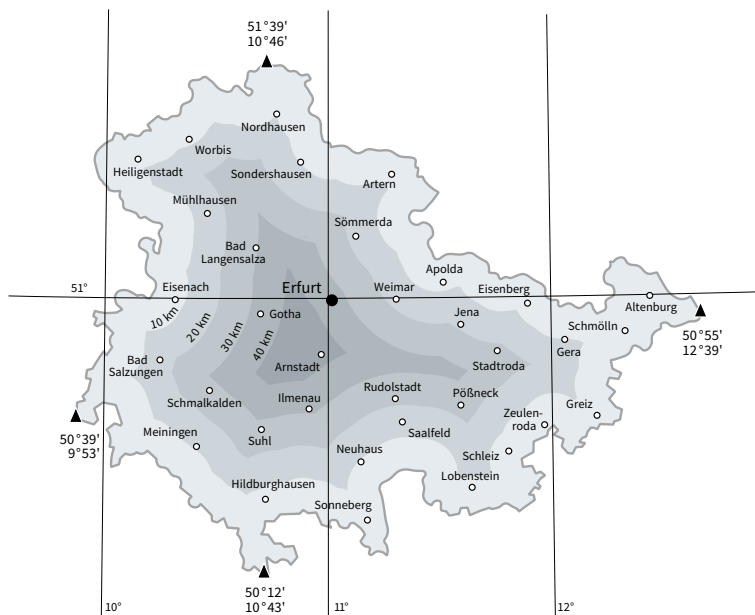 51°39'
10°46'
Nordhausen
Worbis
Heiligenstadt
Sondershausen
Artern
Mühlhausen
Sömmerda
Bad
Langensalza
Apolda
51°
Eisenach
Erfurt
Weimar
Eisenberg
Altenburg
10 km
20 km
30 km
40 km
Gotha
Jena
Schmölln
Gera
50°55'
12°39'
Bad
Salzungen
Arnstadt
Stadtroda
Schmalkalden
Ilmenau
Rudolstadt
Pößneck
Greiz
Zeulen-
roda
50°39'
9°53'
Meiningen
Suhl
Saalfeld
Neuhaus
Schleiz
Hildburghausen
Lobenstein
Sonneberg
50°12'
10°43'
10°
11°
12°